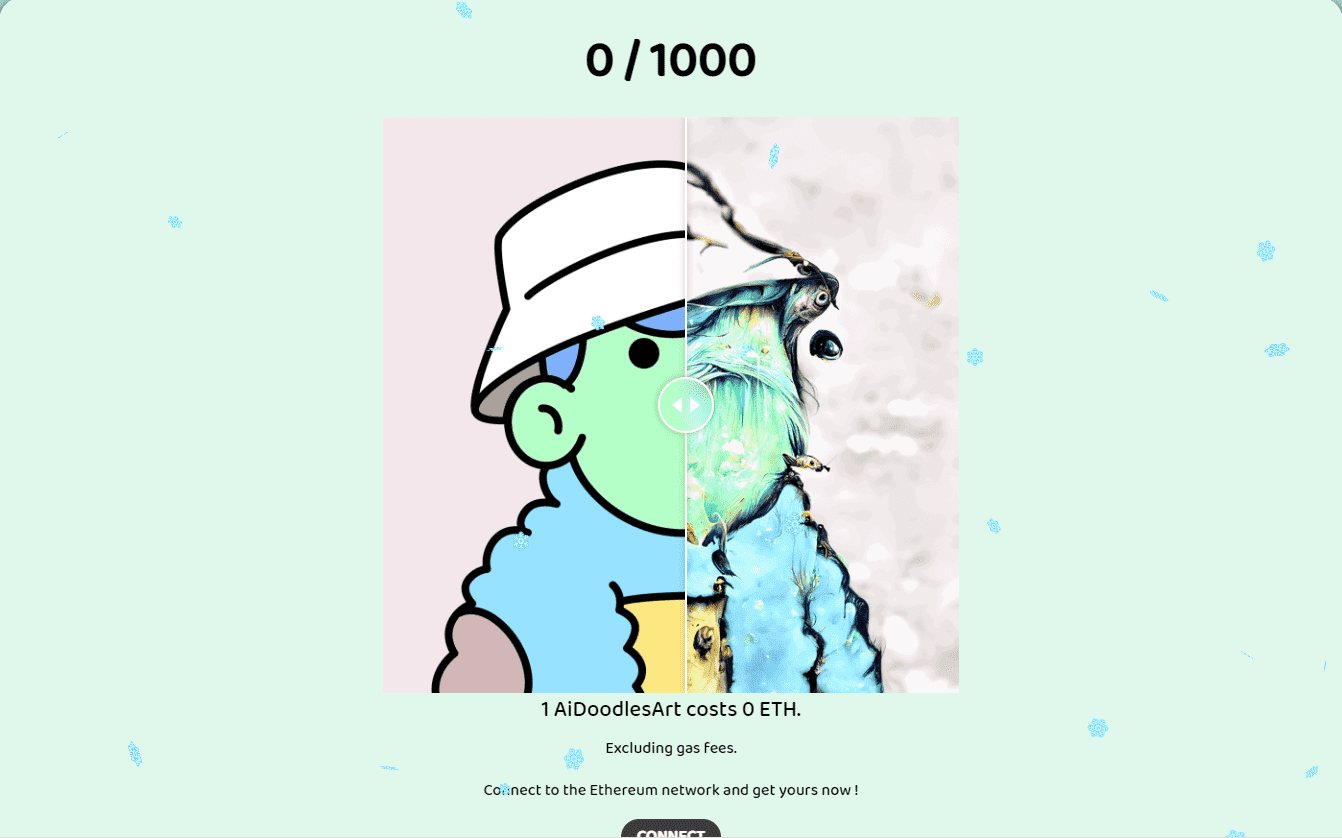 0 / 1000
1 AiDoodlesArt costs 0 ETH.
Excluding gas fees.
Connect to the Ethereum network and get yours now !
CONNECT